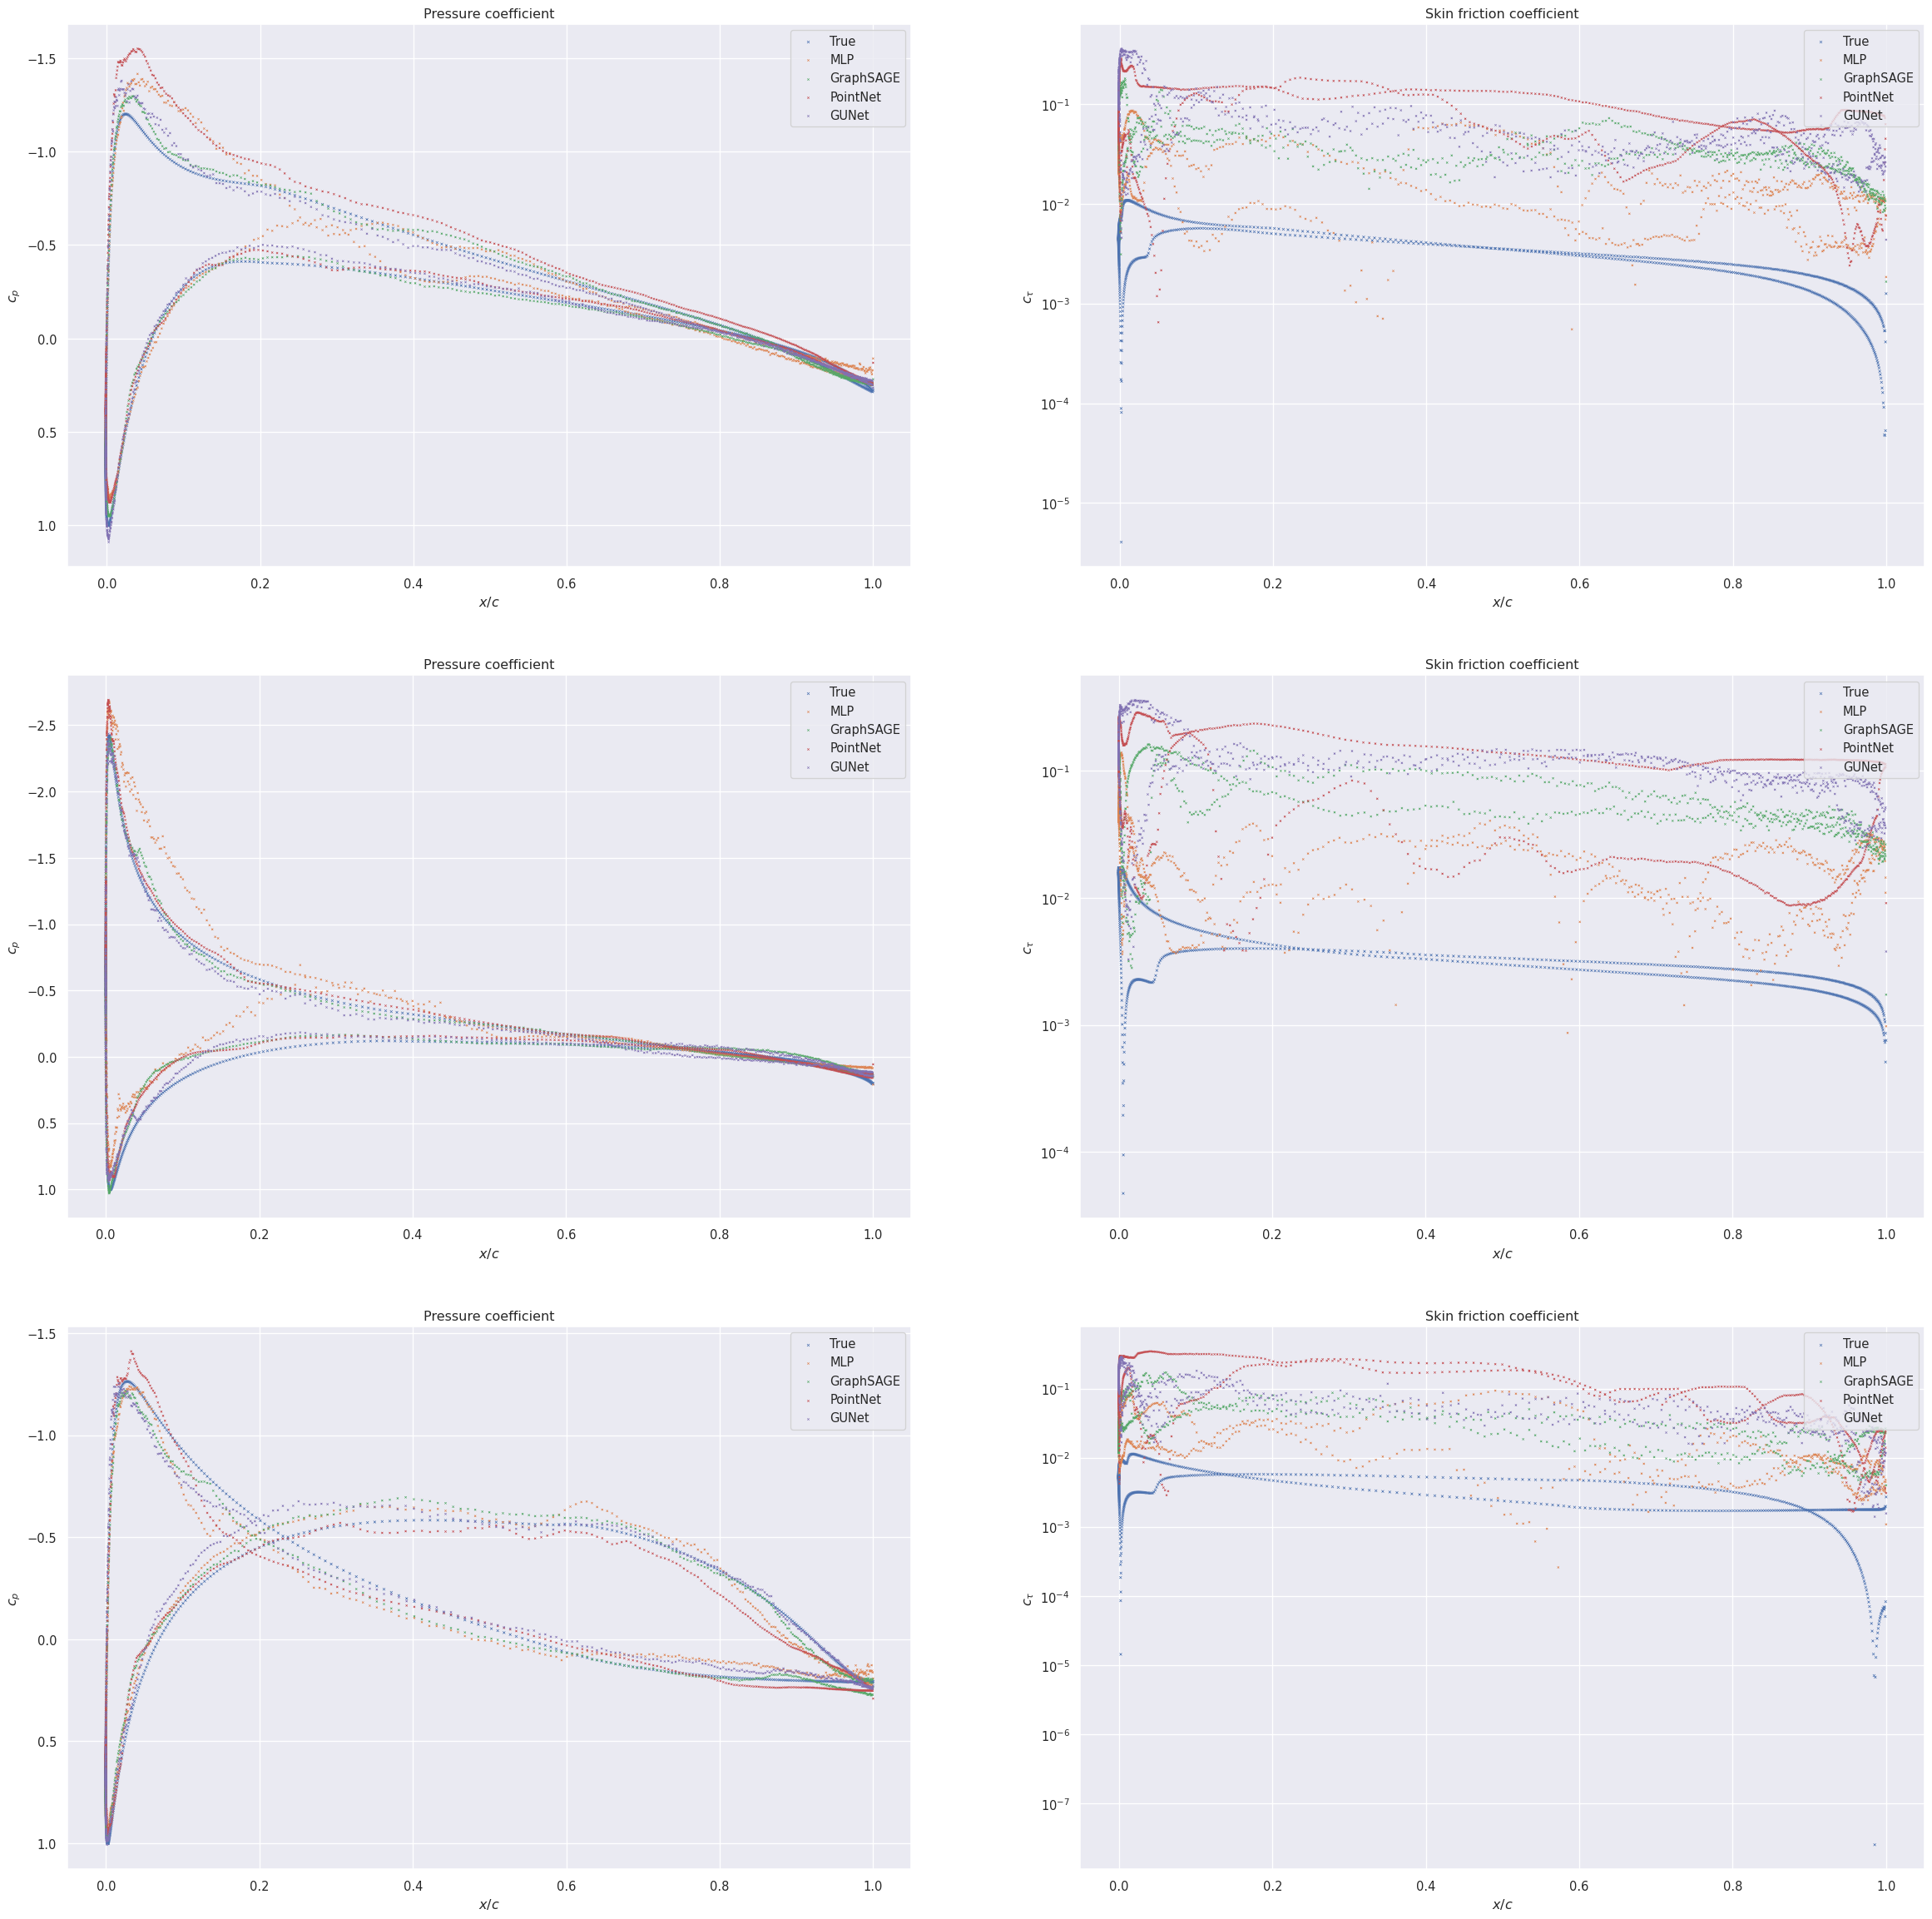 Pressure coefficient
True
MLP
GraphSAGE
PointNet
GUNet
−1.5
−1.0
−0.5
0.0
0.5
1.0
c_p
0.0 0.2 0.4 0.6 0.8 1.0
x/c
Skin friction coefficient
True
MLP
GraphSAGE
PointNet
GUNet
10⁻¹
10⁻²
10⁻³
10⁻⁴
10⁻⁵
c_τ
0.0 0.2 0.4 0.6 0.8 1.0
x/c
Pressure coefficient
True
MLP
GraphSAGE
PointNet
GUNet
−2.5
−2.0
−1.5
−1.0
−0.5
0.0
0.5
1.0
c_p
0.0 0.2 0.4 0.6 0.8 1.0
x/c
Skin friction coefficient
True
MLP
GraphSAGE
PointNet
GUNet
10⁻¹
10⁻²
10⁻³
10⁻⁴
c_τ
0.0 0.2 0.4 0.6 0.8 1.0
x/c
Pressure coefficient
True
MLP
GraphSAGE
PointNet
GUNet
−1.5
−1.0
−0.5
0.0
0.5
1.0
c_p
0.0 0.2 0.4 0.6 0.8 1.0
x/c
Skin friction coefficient
True
MLP
GraphSAGE
PointNet
GUNet
10⁻¹
10⁻²
10⁻³
10⁻⁴
10⁻⁵
10⁻⁶
10⁻⁷
c_τ
0.0 0.2 0.4 0.6 0.8 1.0
x/c